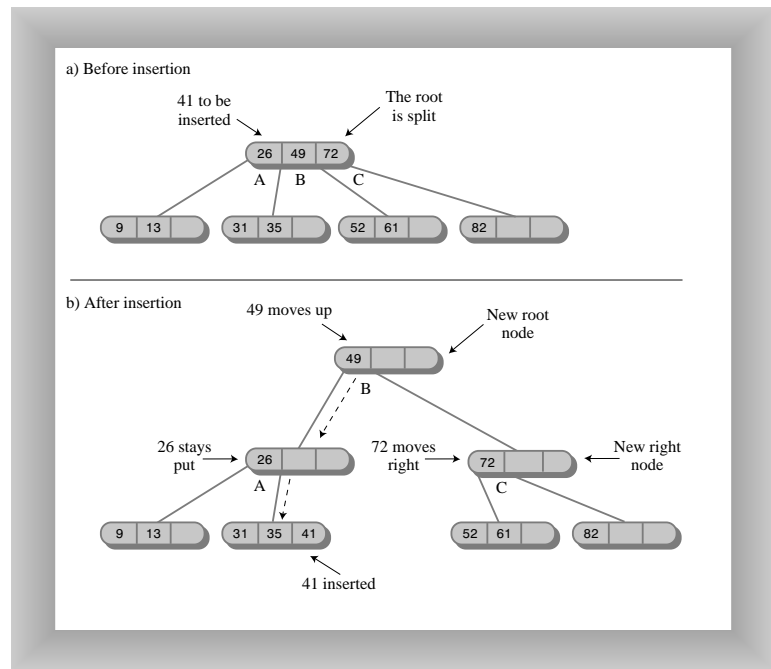 a) Before insertion
41 to be
inserted
The root
is split
26 49 72
A B C
9 13
31 35
52 61
82
b) After insertion
49 moves up
New root
node
49
B
26 stays
put
26
A
72 moves
right
72
C
New right
node
9 13
31 35 41
52 61
82
41 inserted